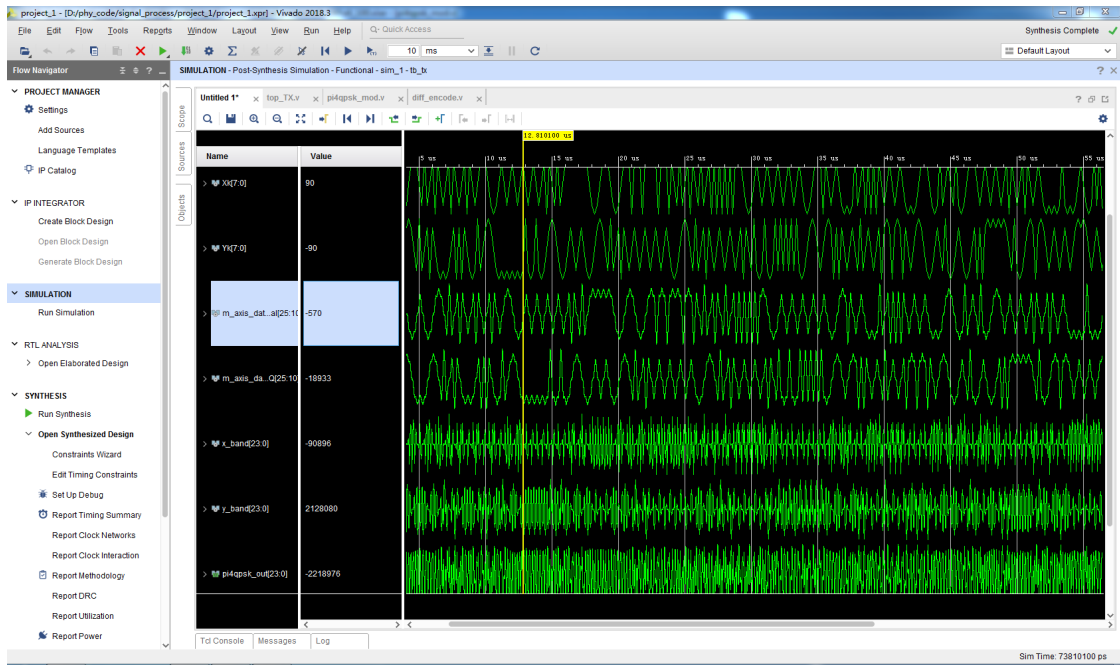 project_1 - [D:/phy_code/signal_process/project_1/project_1.xpr] - Vivado 2018.3
File Edit Flow Tools Reports Window Layout View Run Help Q- Quick Access
Synthesis Complete
10 ms
Default Layout
Flow Navigator
SIMULATION - Post-Synthesis Simulation - Functional - sim_1 - tb_tx
PROJECT MANAGER
Settings
Add Sources
Language Templates
IP Catalog
IP INTEGRATOR
Create Block Design
Open Block Design
Generate Block Design
SIMULATION
Run Simulation
RTL ANALYSIS
Open Elaborated Design
SYNTHESIS
Run Synthesis
Open Synthesized Design
Constraints Wizard
Edit Timing Constraints
Set Up Debug
Report Timing Summary
Report Clock Networks
Report Clock Interaction
Report Methodology
Report DRC
Report Utilization
Report Power
Scope
Sources
Objects
Untitled 1* top_TX.v pi4qpsk_mod.v diff_encode.v
12.810100 us
Name Value
5 us 10 us 15 us 20 us 25 us 30 us 35 us 40 us 45 us 50 us 55 us
Xk[7:0] 90
Yk[7:0] -90
m_axis_dat...aI[25:10 -570
m_axis_da...Q[25:10 -18933
x_band[23:0] -90896
y_band[23:0] 2128080
pi4qpsk_out[23:0] -2218976
Tcl Console Messages Log
Sim Time: 73810100 ps